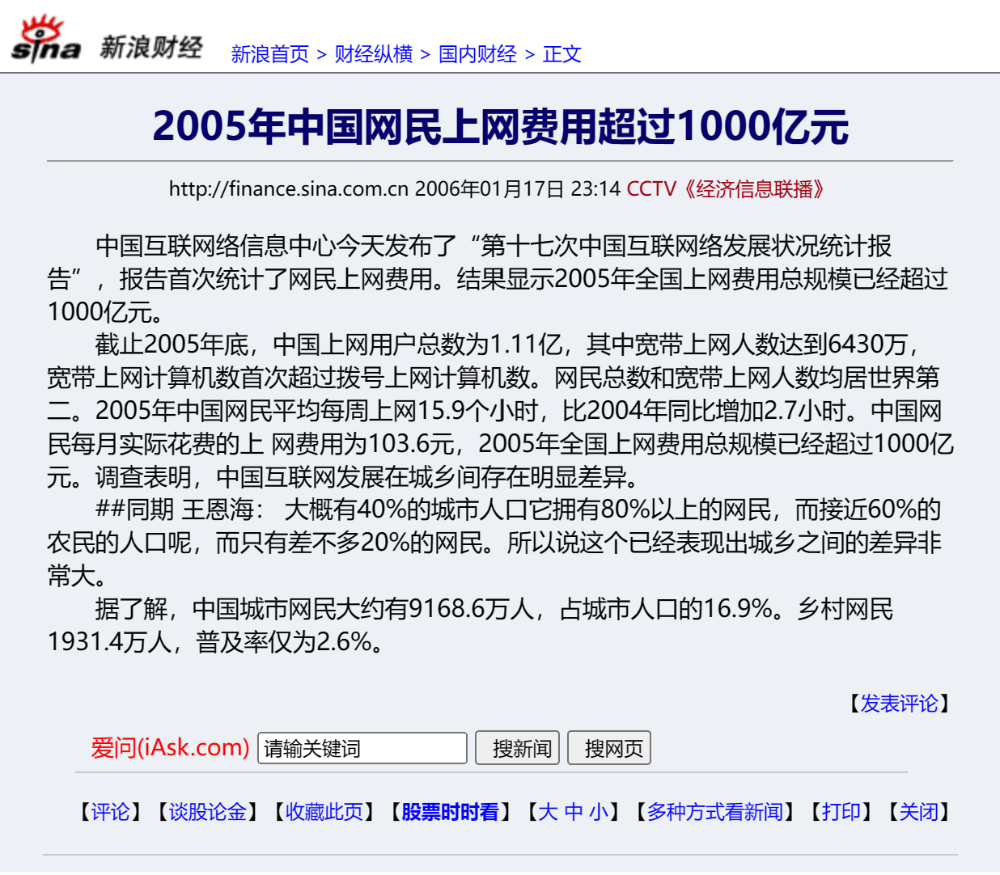 sina 新浪财经 新浪首页 > 财经纵横 > 国内财经 > 正文
2005年中国网民上网费用超过1000亿元
http://finance.sina.com.cn 2006年01月17日 23:14 CCTV《经济信息联播》
中国互联网络信息中心今天发布了“第十七次中国互联网络发展状况统计报
告”，报告首次统计了网民上网费用。结果显示2005年全国上网费用总规模已经超过
1000亿元。
截止2005年底，中国上网用户总数为1.11亿，其中宽带上网人数达到6430万，
宽带上网计算机数首次超过拨号上网计算机数。网民总数和宽带上网人数均居世界第
二。2005年中国网民平均每周上网15.9个小时，比2004年同比增加2.7小时。中国网
民每月实际花费的上 网费用为103.6元，2005年全国上网费用总规模已经超过1000亿
元。调查表明，中国互联网发展在城乡间存在明显差异。
##同期 王恩海： 大概有40%的城市人口它拥有80%以上的网民，而接近60%的
农民的人口呢，而只有差不多20%的网民。所以说这个已经表现出城乡之间的差异非
常大。
据了解，中国城市网民大约有9168.6万人，占城市人口的16.9%。乡村网民
1931.4万人，普及率仅为2.6%。
【发表评论】
爱问(iAsk.com) 请输关键词 搜新闻 搜网页
【评论】【谈股论金】【收藏此页】【股票时时看】【大 中 小】【多种方式看新闻】【打印】【关闭】